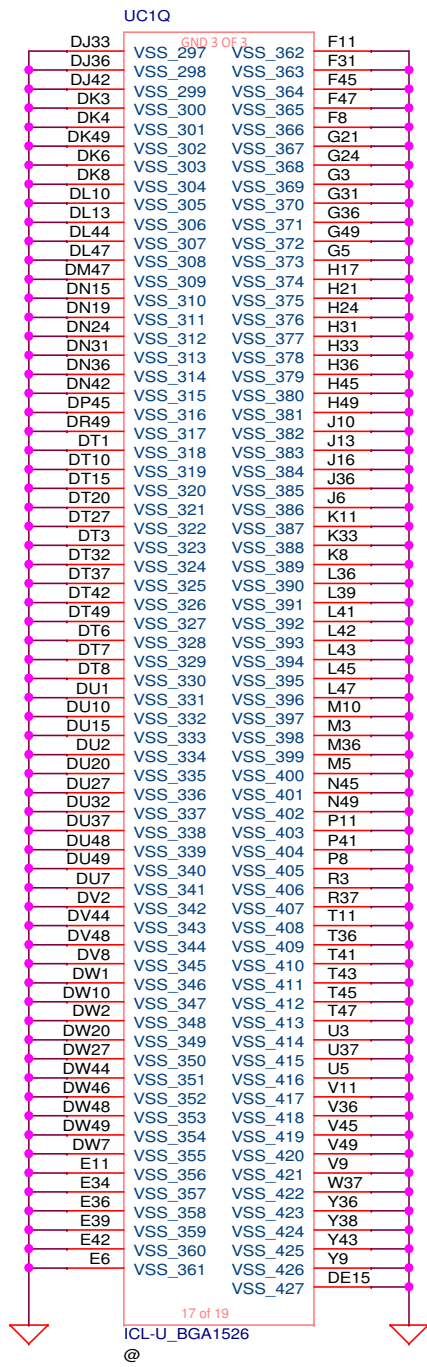 UC1Q
GND 3 OF 3
DJ33 VSS_297 VSS_362 F11
DJ36 VSS_298 VSS_363 F31
DJ42 VSS_299 VSS_364 F45
DK3 VSS_300 VSS_365 F47
DK4 VSS_301 VSS_366 F8
DK49 VSS_302 VSS_367 G21
DK6 VSS_303 VSS_368 G24
DK8 VSS_304 VSS_369 G3
DL10 VSS_305 VSS_370 G31
DL13 VSS_306 VSS_371 G36
DL44 VSS_307 VSS_372 G49
DL47 VSS_308 VSS_373 G5
DM47 VSS_309 VSS_374 H17
DN15 VSS_310 VSS_375 H21
DN19 VSS_311 VSS_376 H24
DN24 VSS_312 VSS_377 H31
DN31 VSS_313 VSS_378 H33
DN36 VSS_314 VSS_379 H36
DN42 VSS_315 VSS_380 H45
DP45 VSS_316 VSS_381 H49
DR49 VSS_317 VSS_382 J10
DT1 VSS_318 VSS_383 J13
DT10 VSS_319 VSS_384 J16
DT15 VSS_320 VSS_385 J36
DT20 VSS_321 VSS_386 J6
DT27 VSS_322 VSS_387 K11
DT3 VSS_323 VSS_388 K33
DT32 VSS_324 VSS_389 K8
DT37 VSS_325 VSS_390 L36
DT42 VSS_326 VSS_391 L39
DT49 VSS_327 VSS_392 L41
DT6 VSS_328 VSS_393 L42
DT7 VSS_329 VSS_394 L43
DT8 VSS_330 VSS_395 L45
DU1 VSS_331 VSS_396 L47
DU10 VSS_332 VSS_397 M10
DU15 VSS_333 VSS_398 M3
DU2 VSS_334 VSS_399 M36
DU20 VSS_335 VSS_400 M5
DU27 VSS_336 VSS_401 N45
DU32 VSS_337 VSS_402 N49
DU37 VSS_338 VSS_403 P11
DU48 VSS_339 VSS_404 P41
DU49 VSS_340 VSS_405 P8
DU7 VSS_341 VSS_406 R3
DV2 VSS_342 VSS_407 R37
DV44 VSS_343 VSS_408 T11
DV48 VSS_344 VSS_409 T36
DV8 VSS_345 VSS_410 T41
DW1 VSS_346 VSS_411 T43
DW10 VSS_347 VSS_412 T45
DW2 VSS_348 VSS_413 T47
DW20 VSS_349 VSS_414 U3
DW27 VSS_350 VSS_415 U37
DW44 VSS_351 VSS_416 U5
DW46 VSS_352 VSS_417 V11
DW48 VSS_353 VSS_418 V36
DW49 VSS_354 VSS_419 V45
DW7 VSS_355 VSS_420 V49
E11 VSS_356 VSS_421 V9
E34 VSS_357 VSS_422 W37
E36 VSS_358 VSS_423 Y36
E39 VSS_359 VSS_424 Y38
E42 VSS_360 VSS_425 Y43
E6 VSS_361 VSS_426 Y9
VSS_427 DE15
17 of 19
ICL-U_BGA1526
@